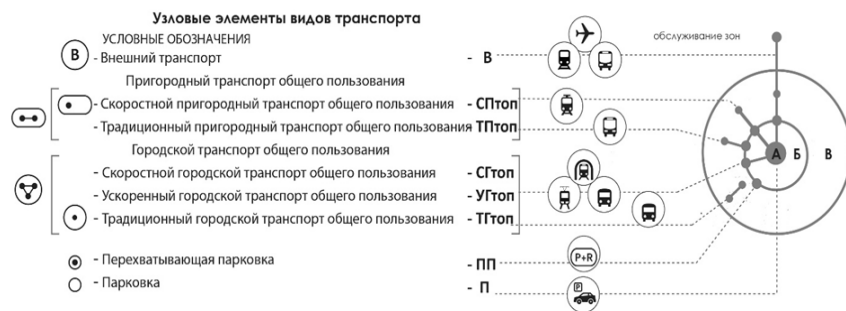 Узловые элементы видов транспорта
УСЛОВНЫЕ ОБОЗНАЧЕНИЯ
обслуживание зон
В - Внешний транспорт - В
Пригородный транспорт общего пользования
- Скоростной пригородный транспорт общего пользования - СПтоп
- Традиционный пригородный транспорт общего пользования - ТПтоп
Городской транспорт общего пользования
А Б В
- Скоростной городской транспорт общего пользования - СГтоп
- Ускоренный городской транспорт общего пользования - УГтоп
- Традиционный городской транспорт общего пользования - ТГтоп
- Перехватывающая парковка - ПП
P+R
- Парковка - П
P